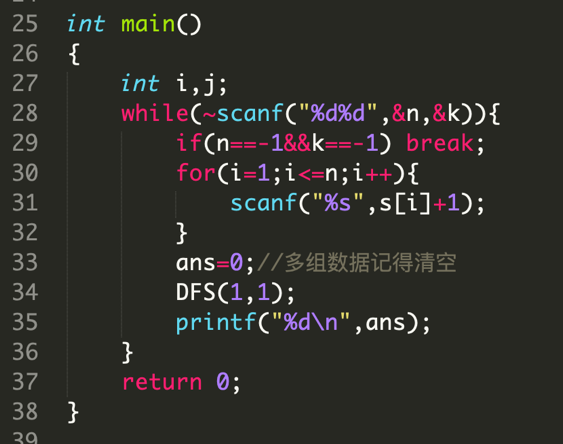 25 int main()
26 {
27     int i,j;
28     while(~scanf("%d%d",&n,&k)){
29         if(n==-1&&k==-1) break;
30         for(i=1;i<=n;i++){
31             scanf("%s",s[i]+1);
32         }
33         ans=0;//多组数据记得清空
34         DFS(1,1);
35         printf("%d\n",ans);
36     }
37     return 0;
38 }
39